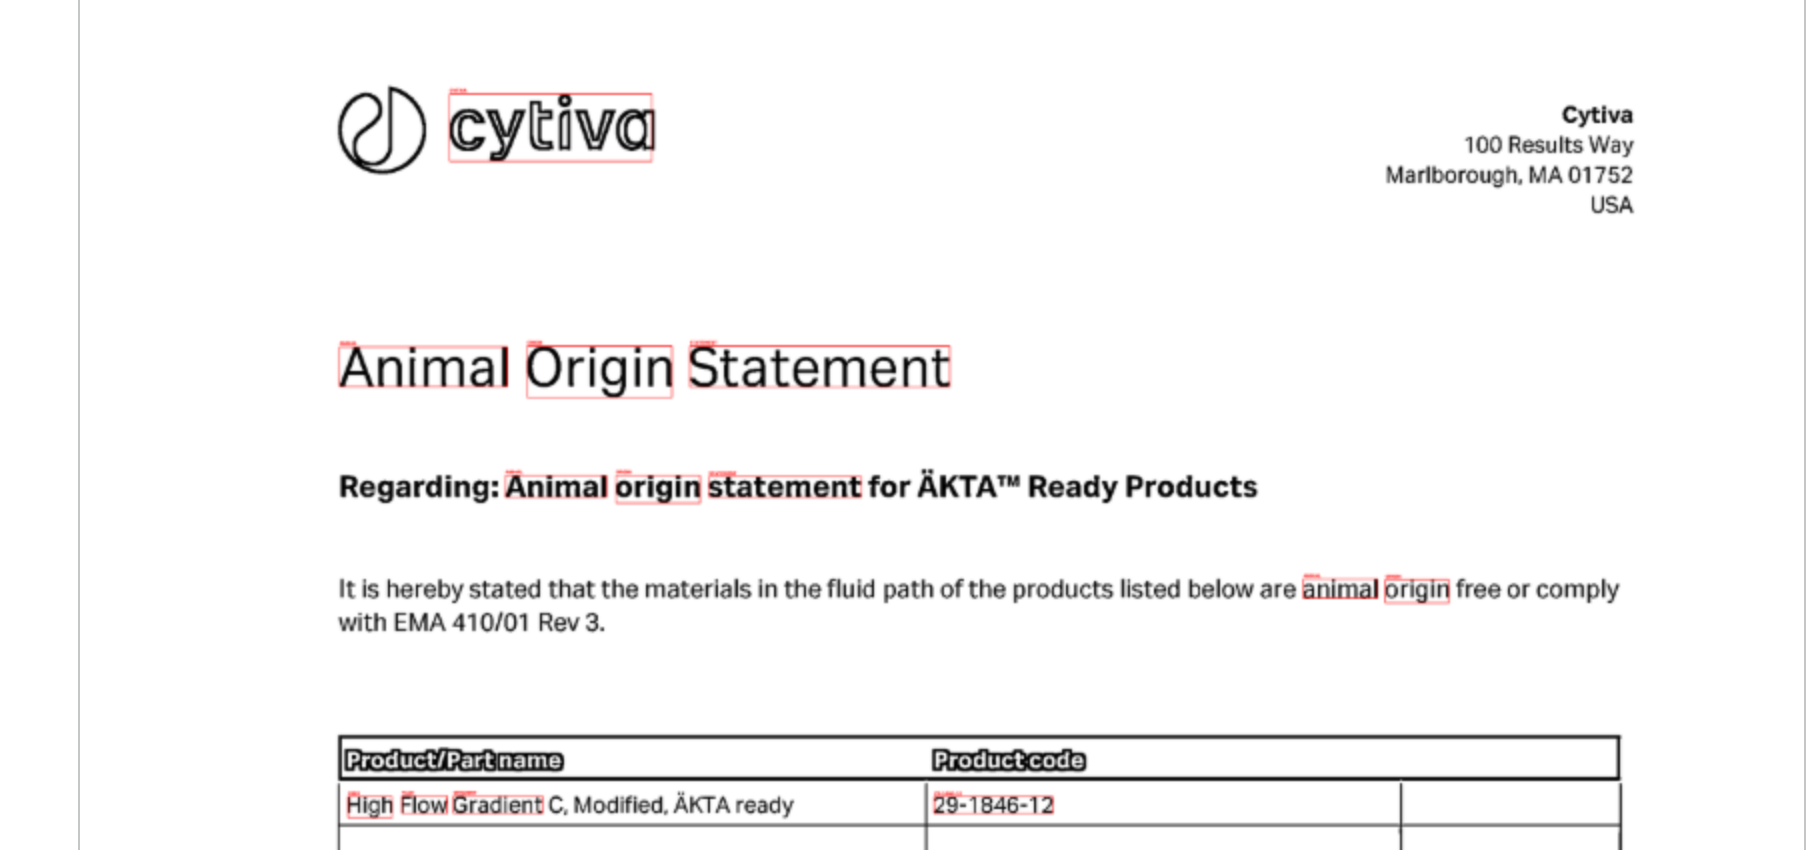 cytiva
Cytiva
100 Results Way
Marlborough, MA 01752
USA
Animal Origin Statement
Regarding: Animal origin statement for ÄKTA™ Ready Products
It is hereby stated that the materials in the fluid path of the products listed below are animal origin free or comply
with EMA 410/01 Rev 3.
Product/Part name Product code
High Flow Gradient C, Modified, ÄKTA ready 29-1846-12